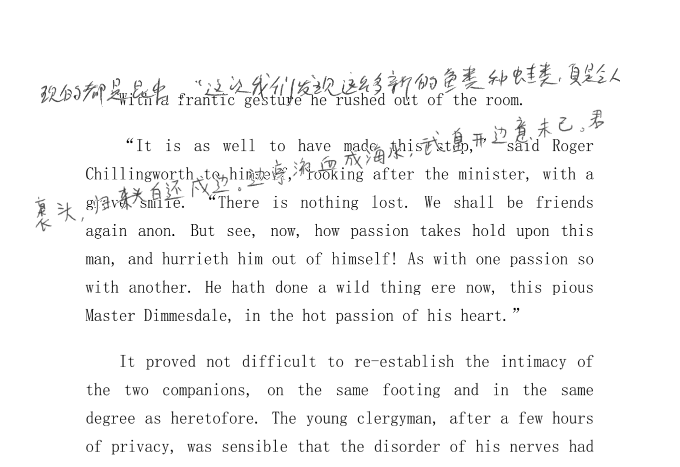 现的都是昆虫。“这次我们发现这么多新的鱼类和蛙类,真是令人
with a frantic gesture he rushed out of the room.
裹头,归来头白还戍边。边亭流血成海水,武皇开边意未已。君
“It is as well to have made this step,” said Roger
Chillingworth to himself, looking after the minister, with a
grave smile. “There is nothing lost. We shall be friends
again anon. But see, now, how passion takes hold upon this
man, and hurrieth him out of himself! As with one passion so
with another. He hath done a wild thing ere now, this pious
Master Dimmesdale, in the hot passion of his heart.”
It proved not difficult to re-establish the intimacy of
the two companions, on the same footing and in the same
degree as heretofore. The young clergyman, after a few hours
of privacy, was sensible that the disorder of his nerves had